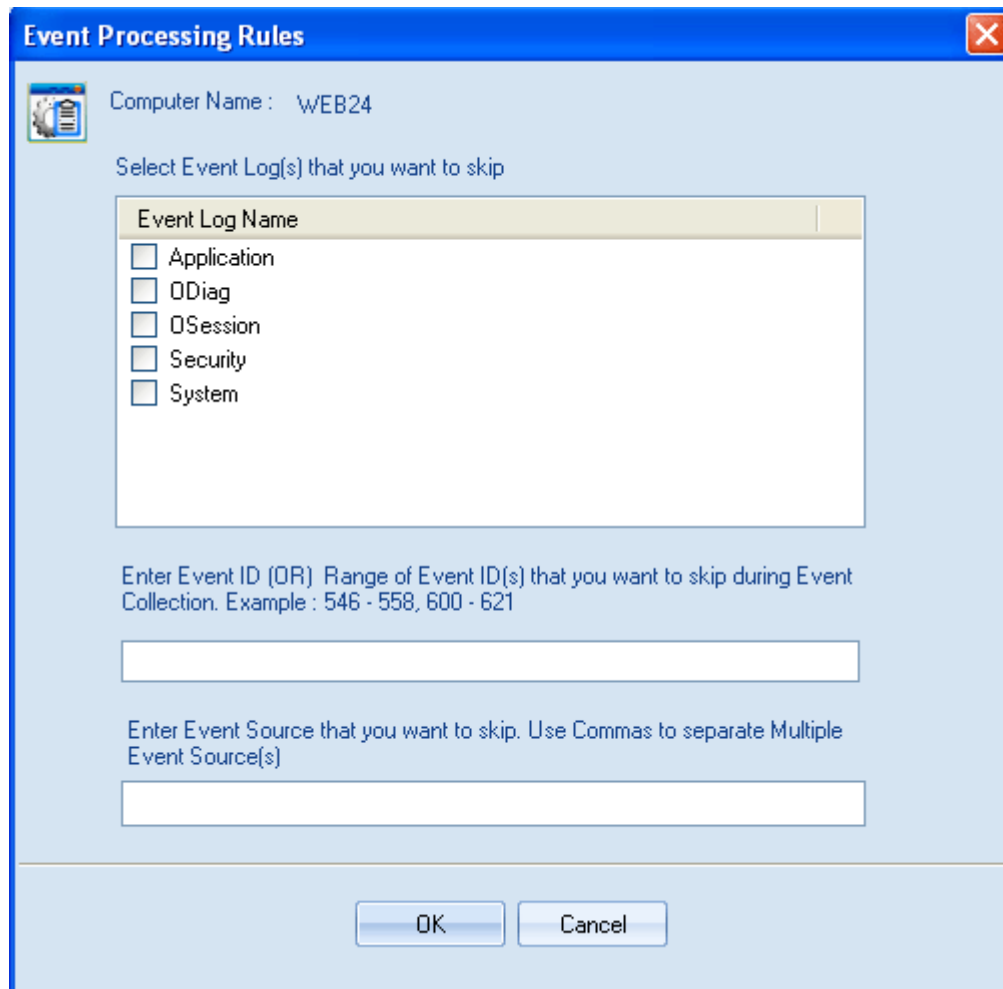 Event Processing Rules
Computer Name : WEB24
Select Event Log(s) that you want to skip
Event Log Name
Application
ODiag
OSession
Security
System
Enter Event ID (OR) Range of Event ID(s) that you want to skip during Event
Collection. Example : 546 - 558, 600 - 621
Enter Event Source that you want to skip. Use Commas to separate Multiple
Event Source(s)
OK Cancel